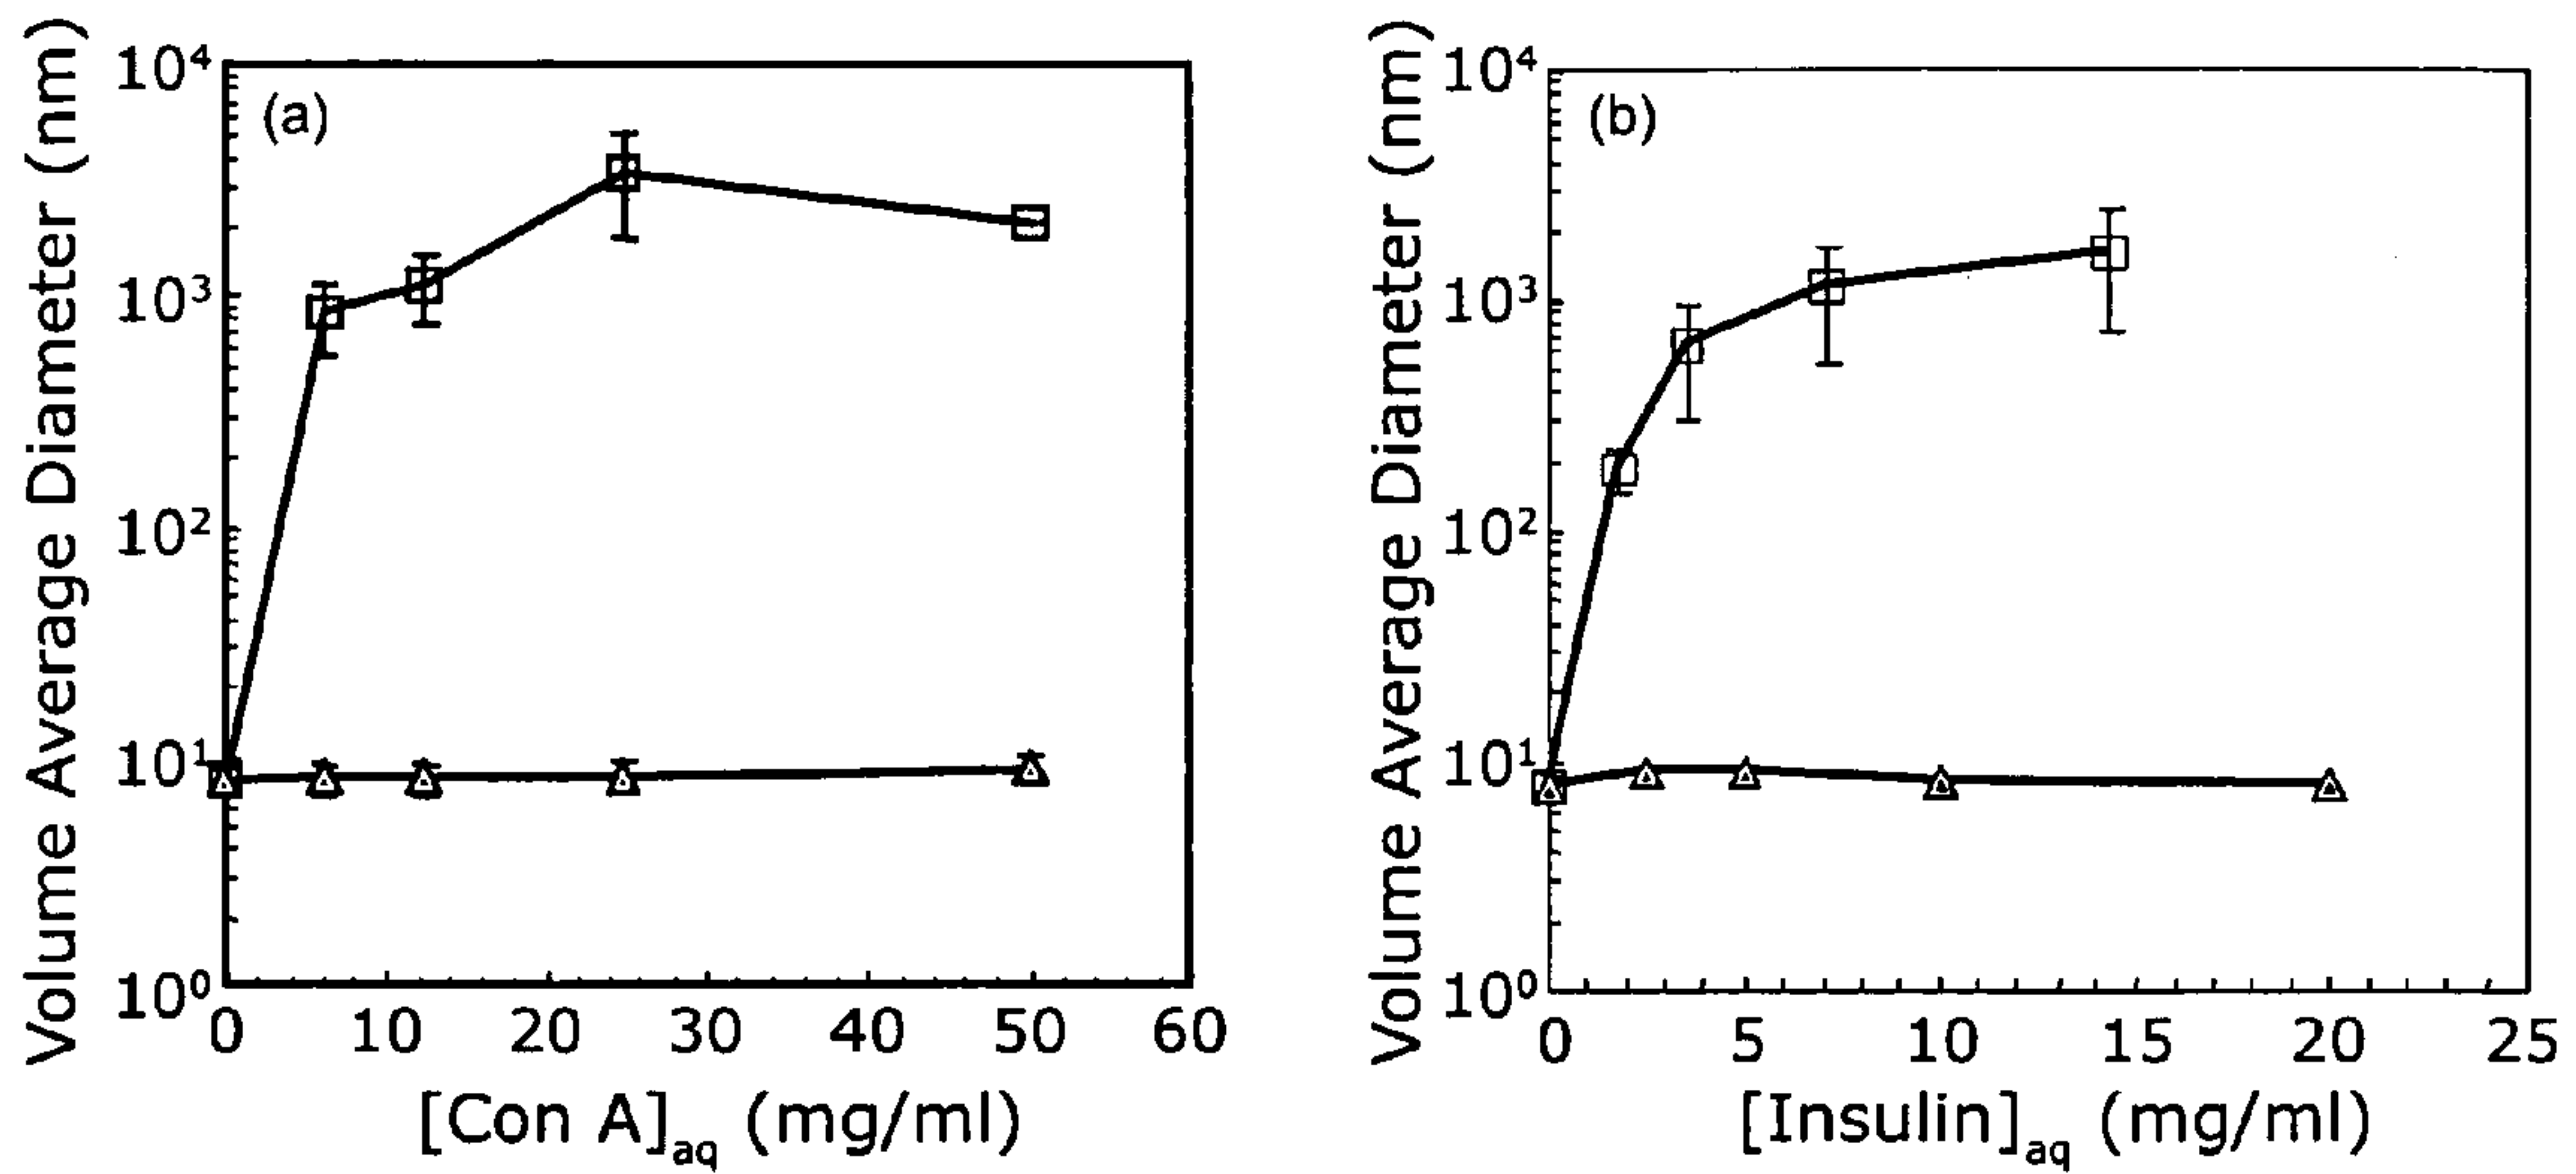 Volume Average Diameter (nm)
10⁴
10³
10²
10¹
10⁰
(a)
0 10 20 30 40 50 60
[Con A]aq (mg/ml)
Volume Average Diameter (nm)
10⁴
10³
10²
10¹
10⁰
(b)
0 5 10 15 20 25
[Insulin]aq (mg/ml)